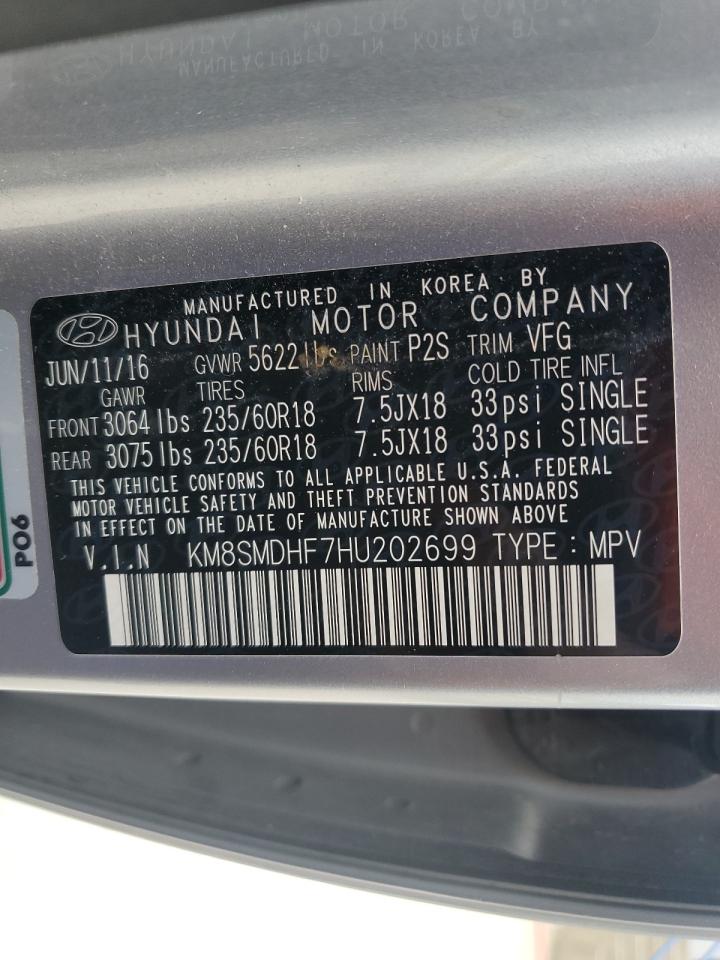 MANUFACTURED IN KOREA BY
HYUNDAI MOTOR COMPANY
JUN/11/16 GVWR 5622 lbs PAINT P2S TRIM VFG
GAWR TIRES RIMS COLD TIRE INFL
FRONT 3064 lbs 235/60R18 7.5JX18 33psi SINGLE
REAR 3075 lbs 235/60R18 7.5JX18 33psi SINGLE
THIS VEHICLE CONFORMS TO ALL APPLICABLE U.S.A. FEDERAL
MOTOR VEHICLE SAFETY AND THEFT PREVENTION STANDARDS
IN EFFECT ON THE DATE OF MANUFACTURE SHOWN ABOVE
V.I.N KM8SMDHF7HU202699 TYPE : MPV
PO6